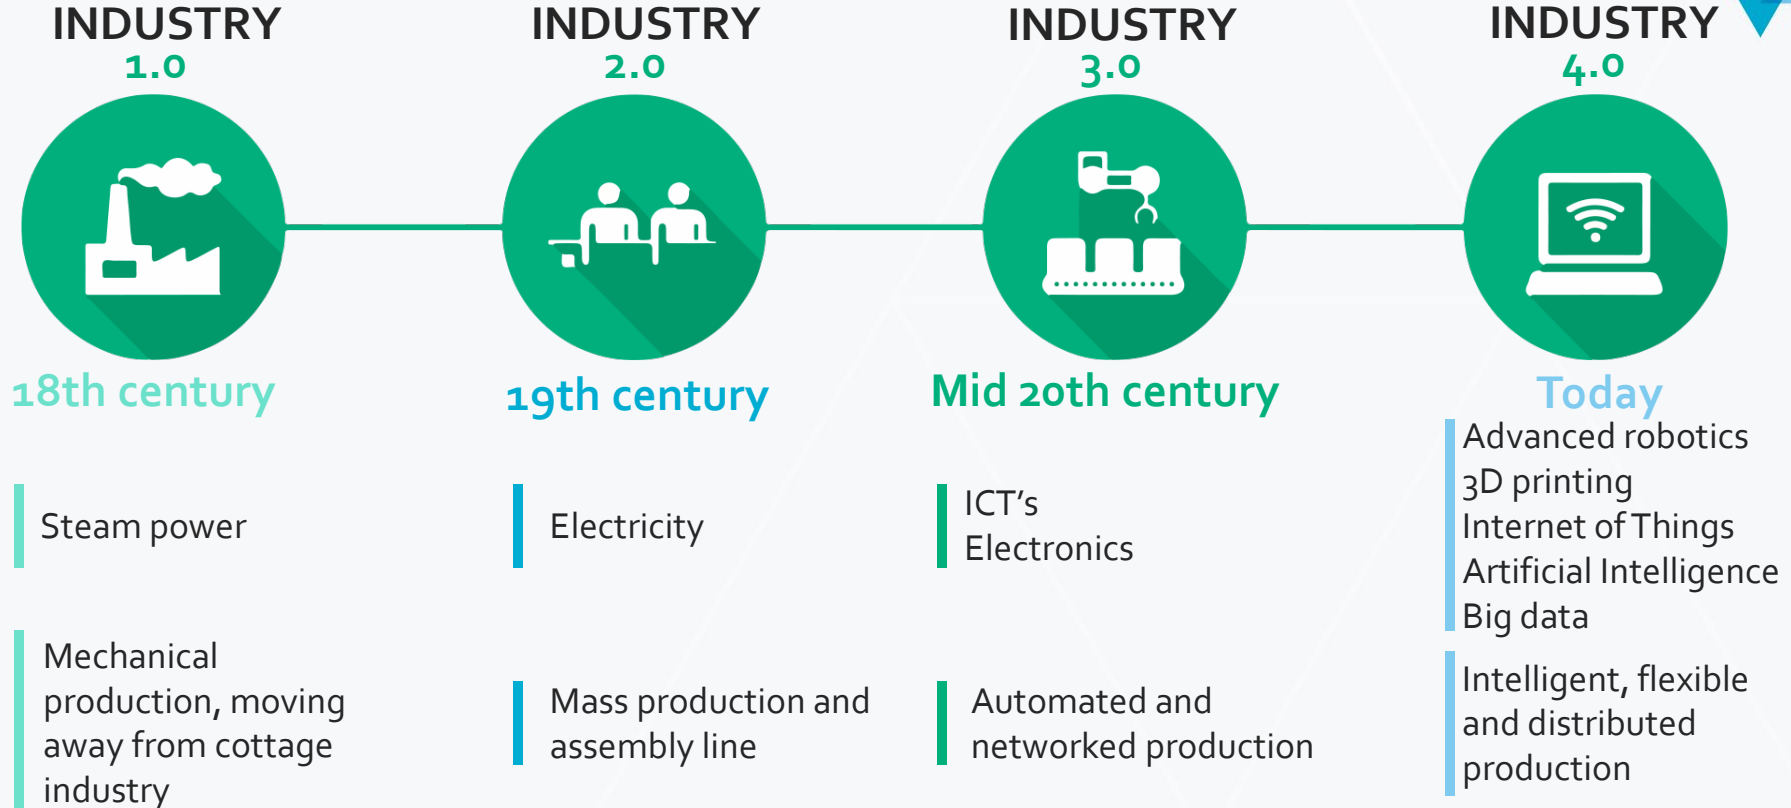 INDUSTRY
1.0
18th century
Steam power
Mechanical
production, moving
away from cottage
industry
INDUSTRY
2.0
19th century
Electricity
Mass production and
assembly line
INDUSTRY
3.0
Mid 20th century
ICT’s
Electronics
Automated and
networked production
INDUSTRY
4.0
Today
Advanced robotics
3D printing
Internet of Things
Artificial Intelligence
Big data
Intelligent, flexible
and distributed
production